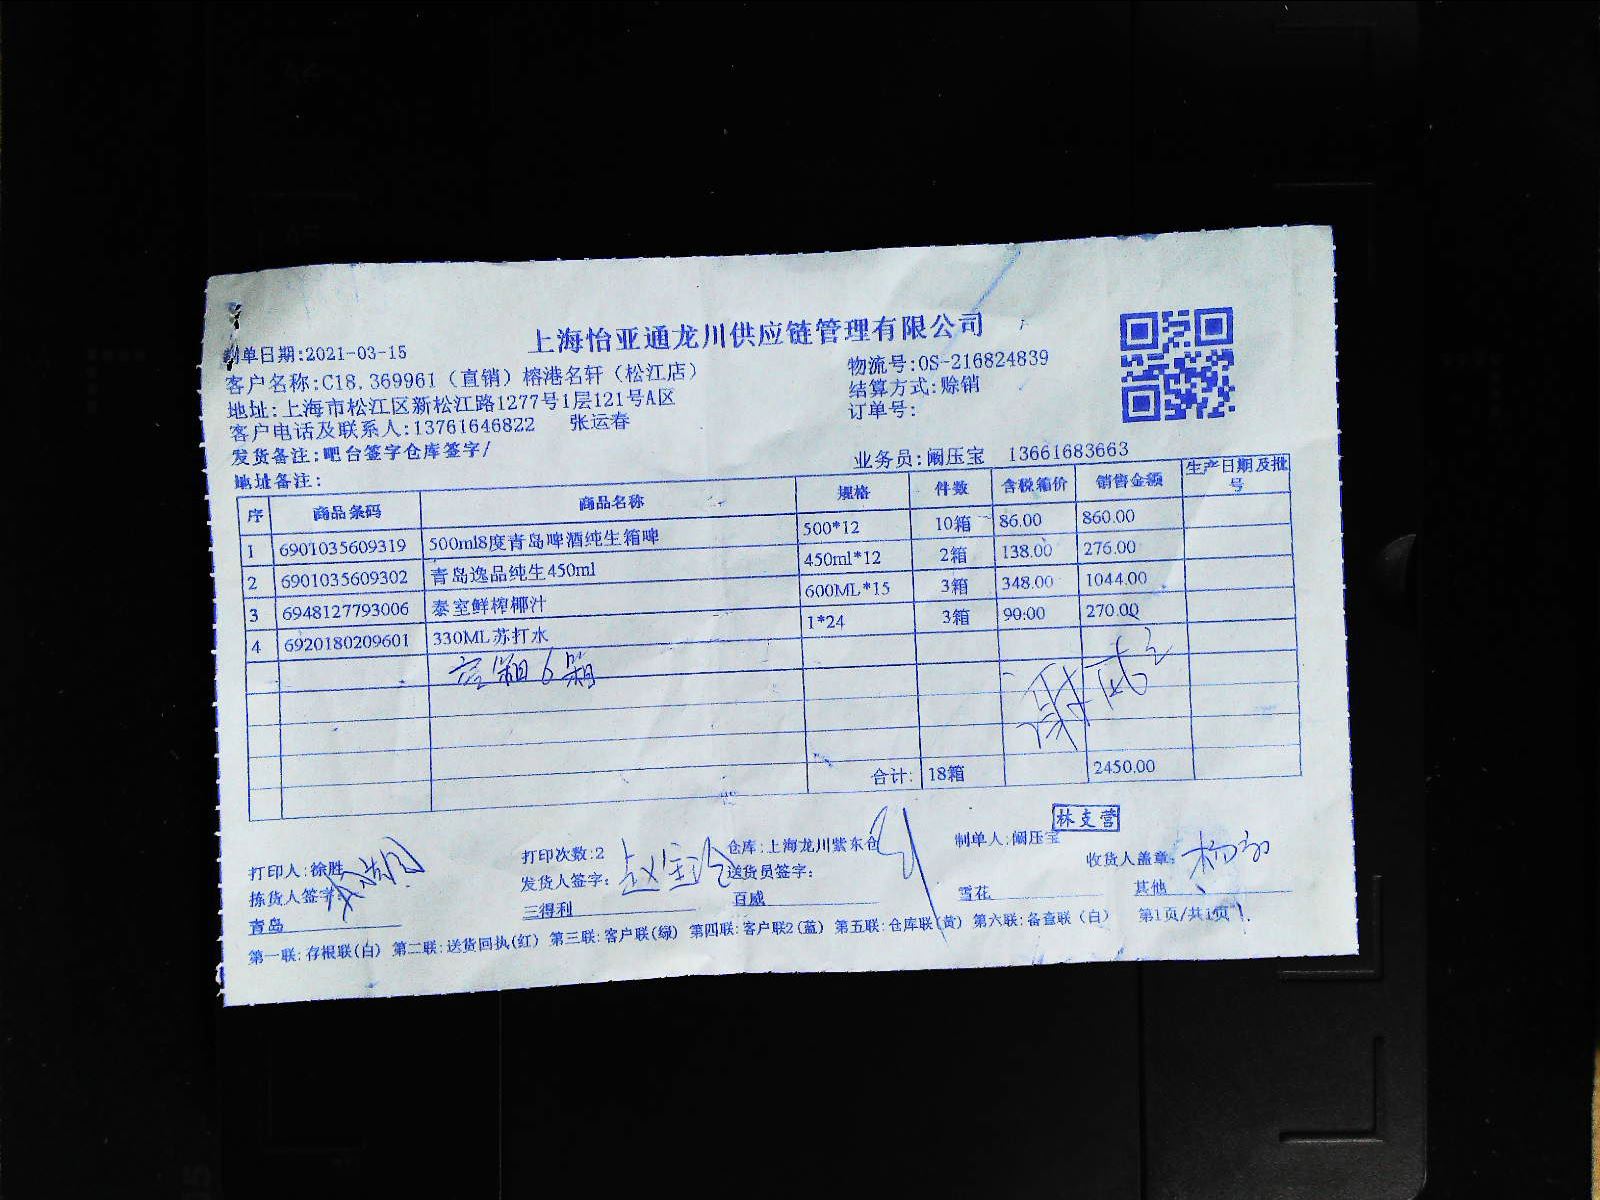 上海怡亚通龙川供应链管理有限公司
制单日期:2021-03-15
物流号:OS-216824839
客户名称:C18.369961（直销）榕港名轩（松江店）
结算方式:赊销
地址:上海市松江区新松江路1277号1层121号A区
订单号:
客户电话及联系人:13761646822 张运春
发货备注:吧台签字仓库签字/
业务员:阚压宝 13661683663
地址备注:
序 商品条码 商品名称 规格 件数 含税箱价 销售金额 生产日期及批号
1 6901035609319 500ml8度青岛啤酒纯生箱啤 500*12 10箱 86.00 860.00
2 6901035609302 青岛逸品纯生450ml 450ml*12 2箱 138.00 276.00
3 6948127793006 泰室鲜榨椰汁 600ML*15 3箱 348.00 1044.00
4 6920180209601 330ML苏打水 1*24 3箱 90.00 270.00
空箱6箱
合计: 18箱 2450.00
林支营
打印人:徐胜 打印次数:2 仓库:上海龙川紫东仓 制单人:阚压宝
拣货人签字: 发货人签字: 送货员签字: 收货人盖章:
青岛 三得利 百威 雪花 其他
第一联:存根联(白) 第二联:送货回执(红) 第三联:客户联(绿) 第四联:客户联2(蓝) 第五联:仓库联(黄) 第六联:备查联(白) 第1页/共1页